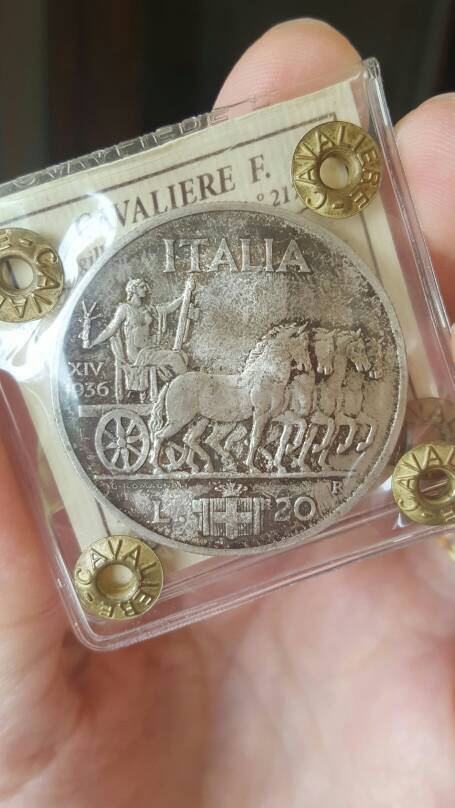 CAVALIERE
CAVALIERE F.
CAVALIERE
ITALIA
XIV
1936
R
L. 20
CAVALIERE
CAVALIERE